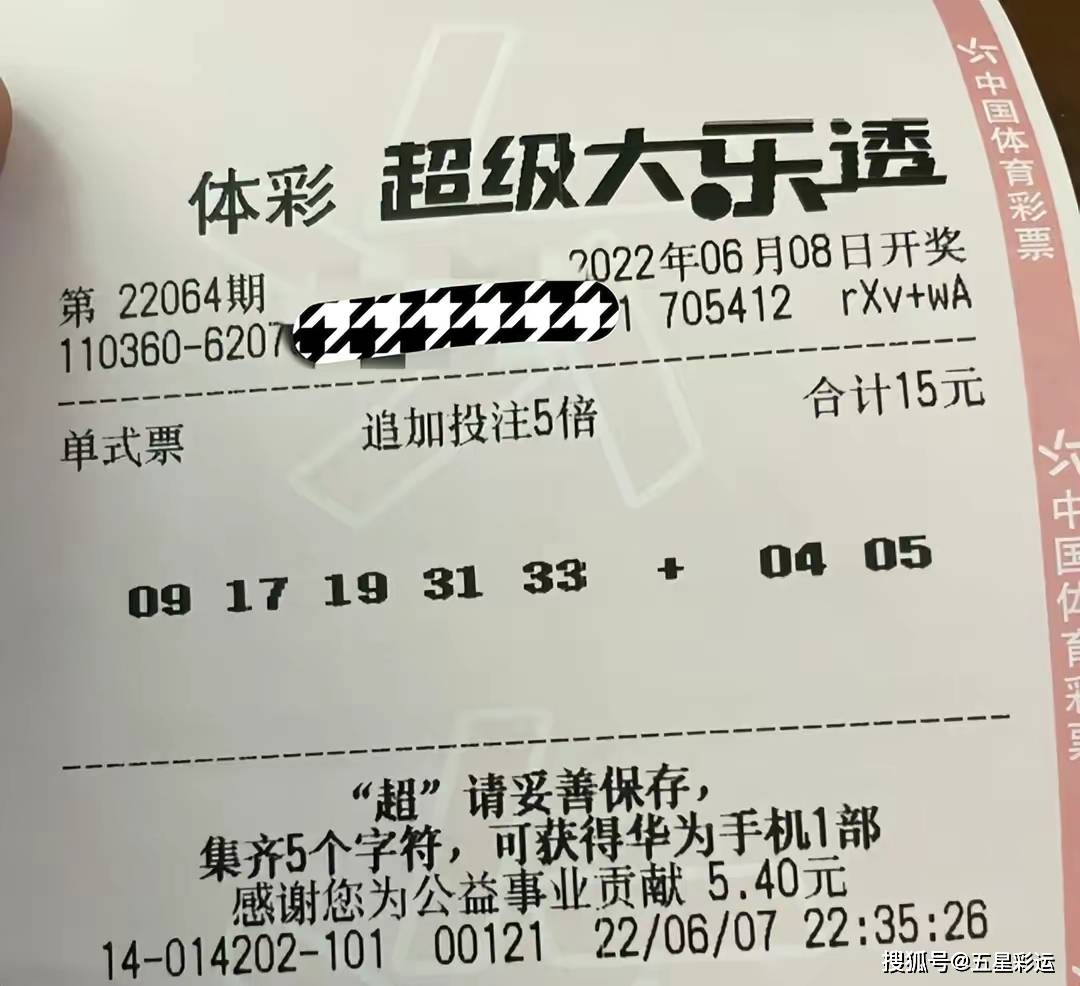 体彩 超级大乐透
第 22064期 2022年06月08日开奖
110360-6207 1 705412 rXv+wA
单式票 追加投注5倍 合计15元
09 17 19 31 33 + 04 05
“超”请妥善保存,
集齐5个字符,可获得华为手机1部
感谢您为公益事业贡献 5.40元
14-014202-101 00121 22/06/07 22:35:26
中国体育彩票
中国体育彩票
搜狐号@五星彩运